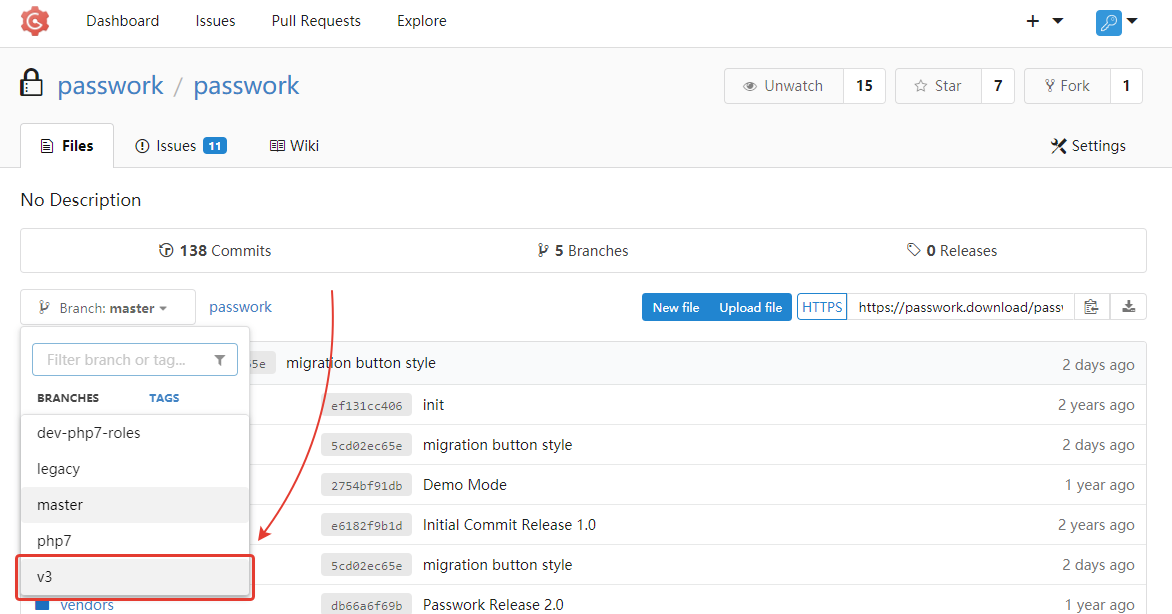 Dashboard Issues Pull Requests Explore +
passwork / passwork Unwatch 15 Star 7 Fork 1
Files Issues 11 Wiki Settings
No Description
138 Commits 5 Branches 0 Releases
Branch: master passwork New file Upload file HTTPS https://passwork.download/passw
Filter branch or tag... 65e migration button style 2 days ago
BRANCHES TAGS
ef131cc406 init 2 years ago
dev-php7-roles
5cd02ec65e migration button style 2 days ago
legacy
2754bf91db Demo Mode 1 year ago
master
e6182f9b1d Initial Commit Release 1.0 2 years ago
php7
5cd02ec65e migration button style 2 days ago
v3
vendors db66a6f69b Passwork Release 2.0 1 year ago